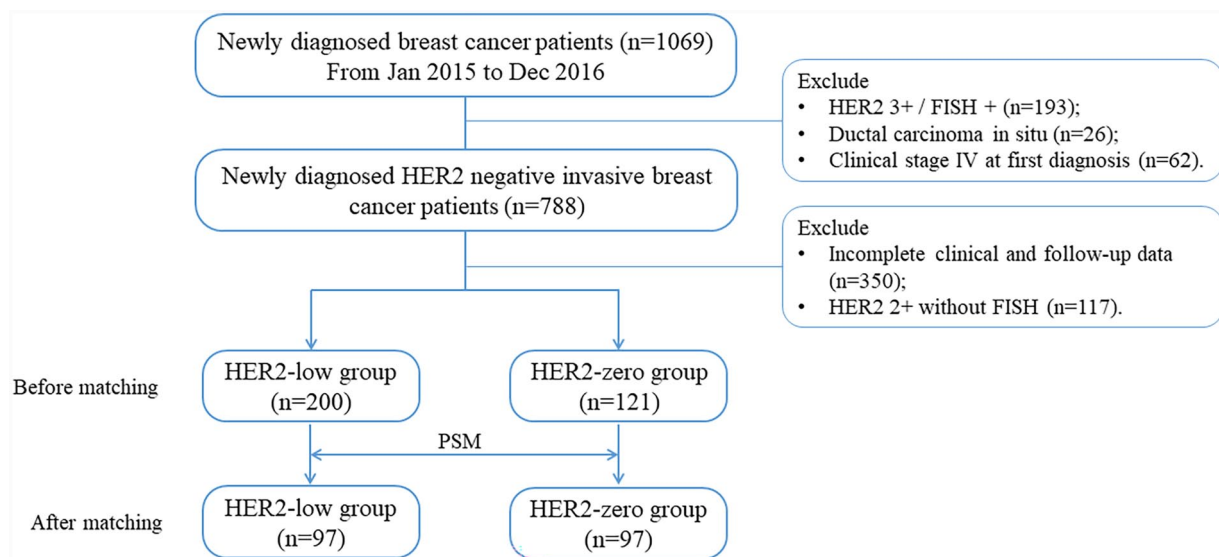 Newly diagnosed breast cancer patients (n=1069)
From Jan 2015 to Dec 2016
Exclude
• HER2 3+ / FISH + (n=193);
• Ductal carcinoma in situ (n=26);
• Clinical stage IV at first diagnosis (n=62).
Newly diagnosed HER2 negative invasive breast
cancer patients (n=788)
Exclude
• Incomplete clinical and follow-up data
(n=350);
• HER2 2+ without FISH (n=117).
Before matching
HER2-low group
(n=200)
HER2-zero group
(n=121)
PSM
After matching
HER2-low group
(n=97)
HER2-zero group
(n=97)